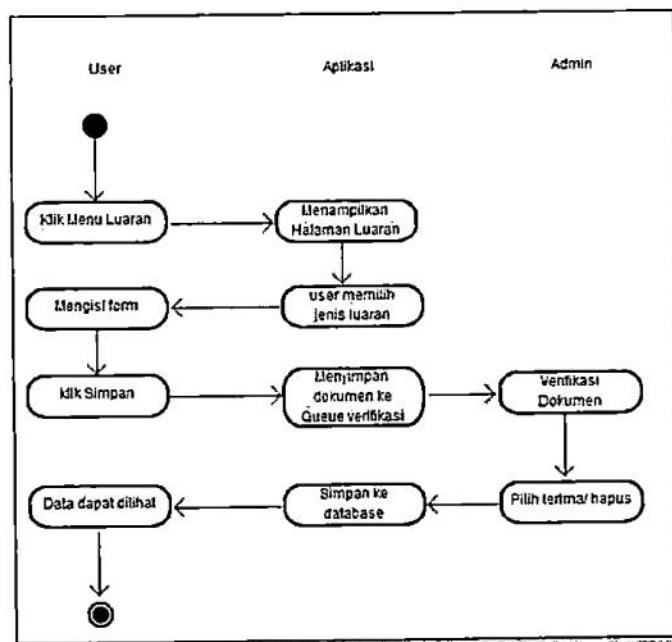 User Aplikasi Admin
Klik Menu Luaran
Menampilkan
Halaman Luaran
user memilih
jenis luaran
Mengisi form
Klik Simpan
Menyimpan
dokumen ke
Queue verifikasi
Verifikasi
Dokumen
Pilih terima/ hapus
Simpan ke
database
Data dapat dilihat